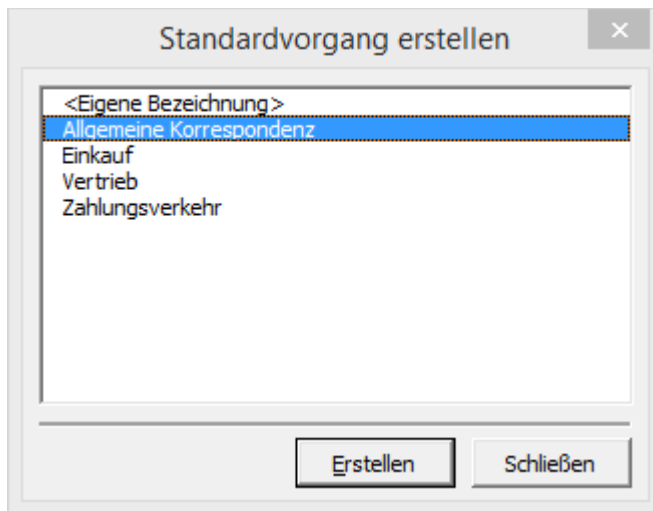 Standardvorgang erstellen
<Eigene Bezeichnung>
Allgemeine Korrespondenz
Einkauf
Vertrieb
Zahlungsverkehr
Erstellen
Schließen